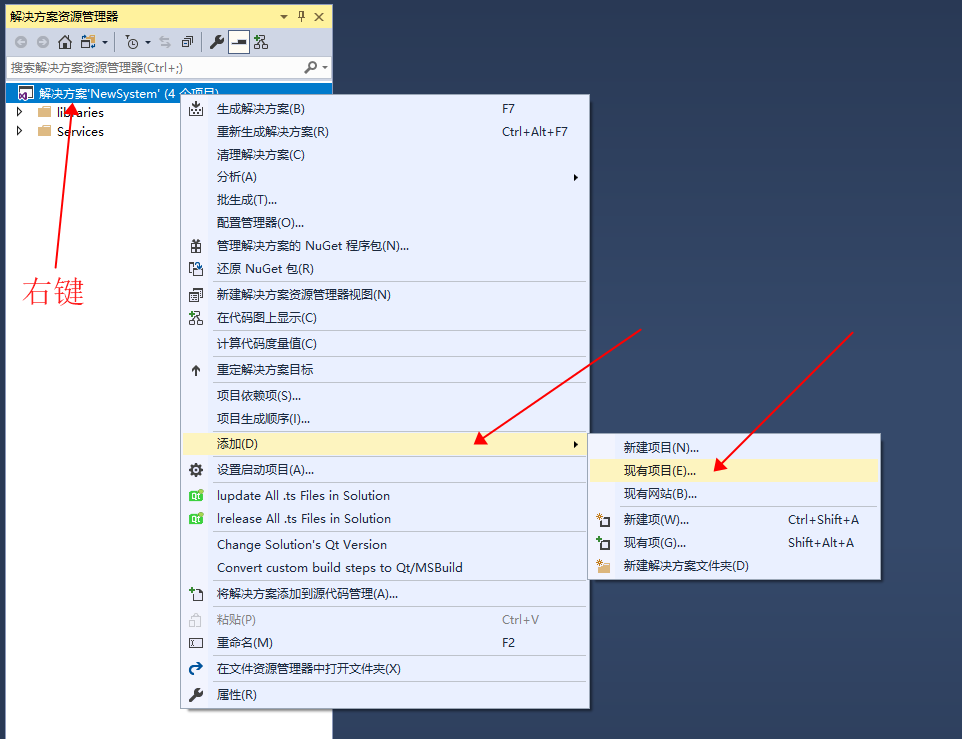 解决方案资源管理器
搜索解决方案资源管理器(Ctrl+;)
解决方案'NewSystem' (4 个项目)
libraries
Services
右键
生成解决方案(B) F7
重新生成解决方案(R) Ctrl+Alt+F7
清理解决方案(C)
分析(A)
批生成(T)...
配置管理器(O)...
管理解决方案的 NuGet 程序包(N)...
还原 NuGet 包(R)
新建解决方案资源管理器视图(N)
在代码图上显示(C)
计算代码度量值(C)
重定解决方案目标
项目依赖项(S)...
项目生成顺序(I)...
添加(D)
设置启动项目(A)...
lupdate All .ts Files in Solution
lrelease All .ts Files in Solution
Change Solution's Qt Version
Convert custom build steps to Qt/MSBuild
将解决方案添加到源代码管理(A)...
粘贴(P) Ctrl+V
重命名(M) F2
在文件资源管理器中打开文件夹(X)
属性(R)
新建项目(N)...
现有项目(E)...
现有网站(B)...
新建项(W)... Ctrl+Shift+A
现有项(G)... Shift+Alt+A
新建解决方案文件夹(D)